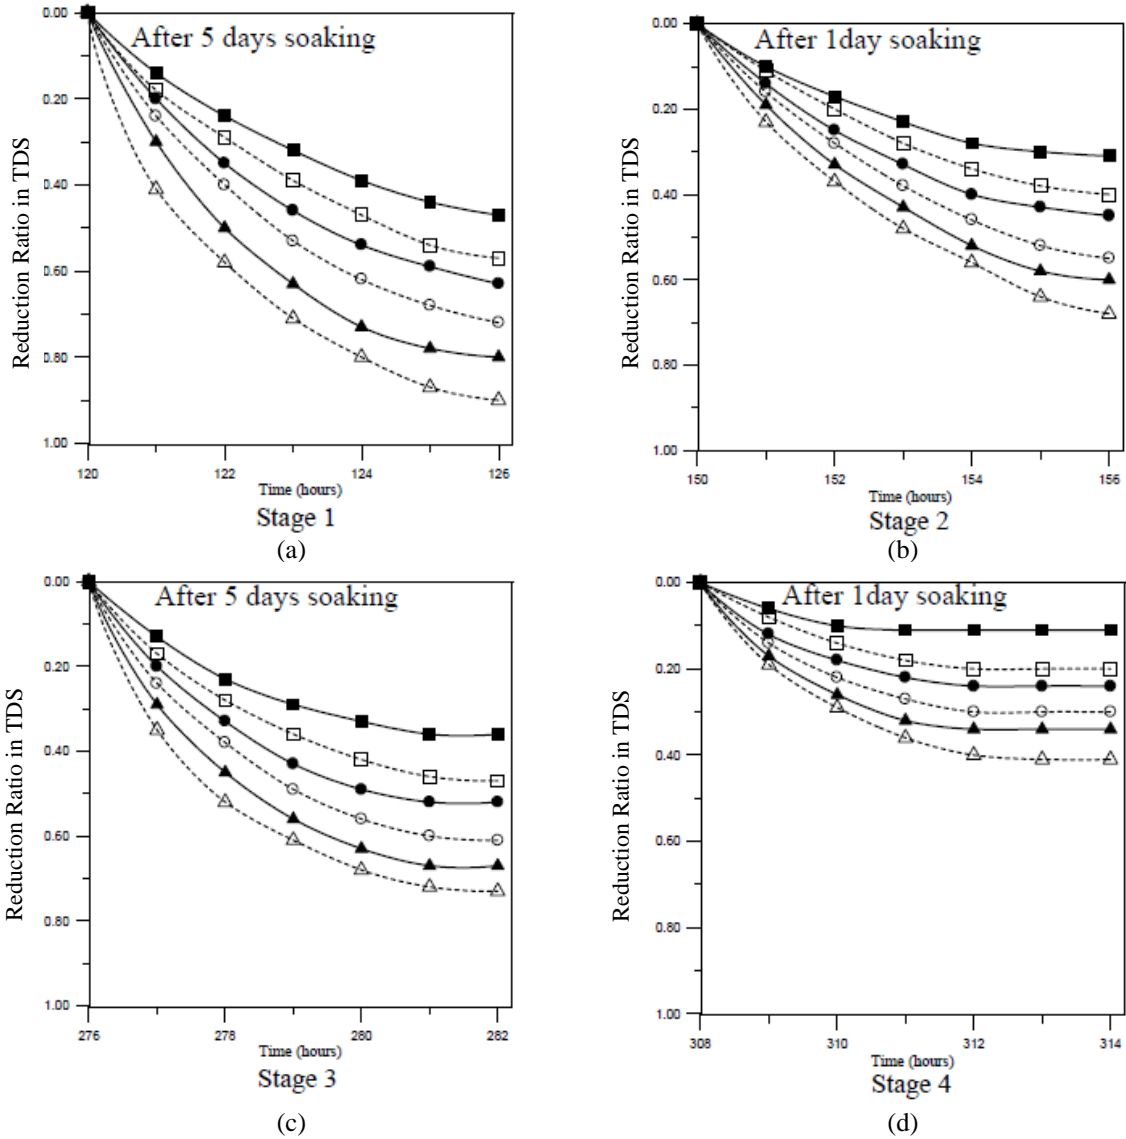 After 5 days soaking
Reduction Ratio in TDS
0.00
0.20
0.40
0.60
0.80
1.00
120 122 124 126
Time (hours)
Stage 1
(a)
After 1day soaking
Reduction Ratio in TDS
0.00
0.20
0.40
0.60
0.80
1.00
150 152 154 156
Time (hours)
Stage 2
(b)
After 5 days soaking
Reduction Ratio in TDS
0.00
0.20
0.40
0.60
0.80
1.00
276 278 280 282
Time (hours)
Stage 3
(c)
After 1day soaking
Reduction Ratio in TDS
0.00
0.20
0.40
0.60
0.80
1.00
308 310 312 314
Time (hours)
Stage 4
(d)